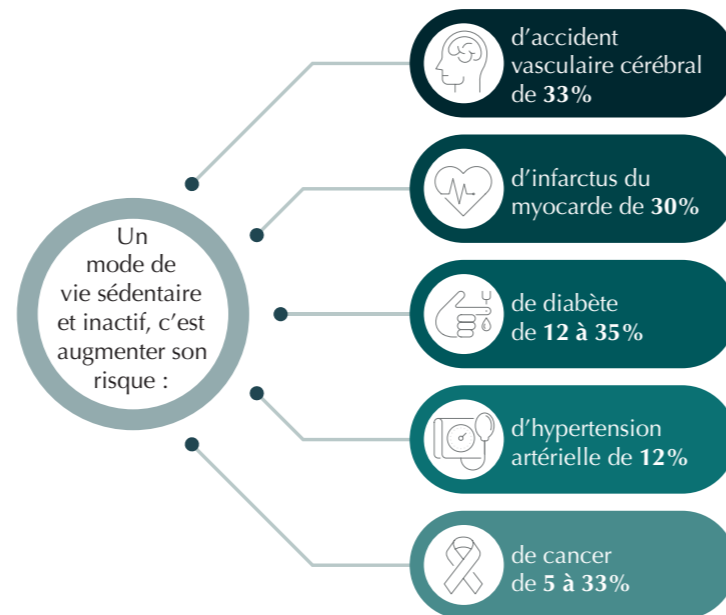 Un
mode de
vie sédentaire
et inactif, c’est
augmenter son
risque :
d’accident
vasculaire cérébral
de 33%
d’infarctus du
myocarde de 30%
de diabète
de 12 à 35%
d’hypertension
artérielle de 12%
de cancer
de 5 à 33%